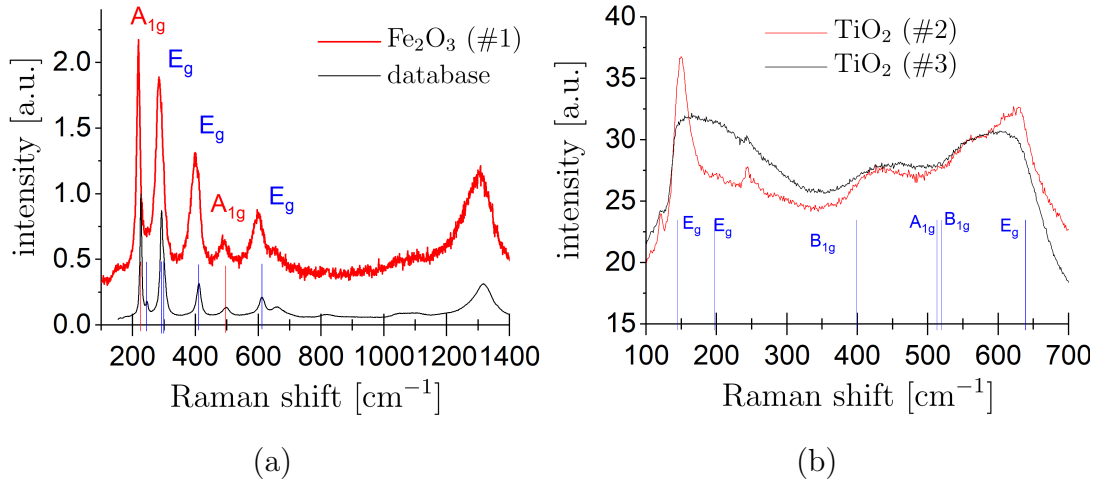 A1g
Eg
Eg
A1g
Eg
Fe2O3 (#1)
database
intensity [a.u.]
2.0
1.5
1.0
0.5
0.0
200 400 600 800 1000 1200 1400
Raman shift [cm−1]
(a)
TiO2 (#2)
TiO2 (#3)
intensity [a.u.]
40
35
30
25
20
15
Eg Eg B1g A1g B1g Eg
100 200 300 400 500 600 700
Raman shift [cm−1]
(b)